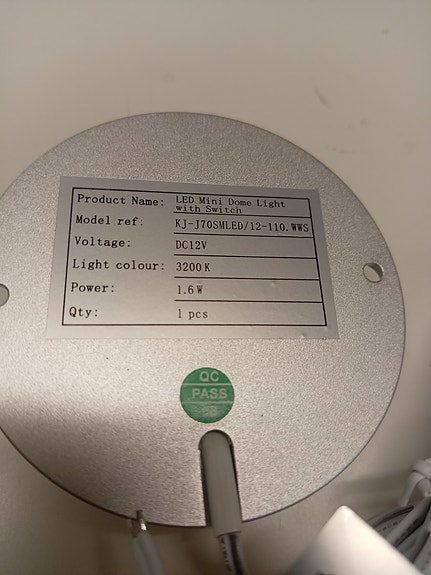 Product Name: LED Mini Dome Light
with Switch
Model ref: KJ-J70SMLED/12-110.WWS
Voltage: DC12V
Light colour: 3200K
Power: 1.6W
Qty: 1 pcs
QC
PASS